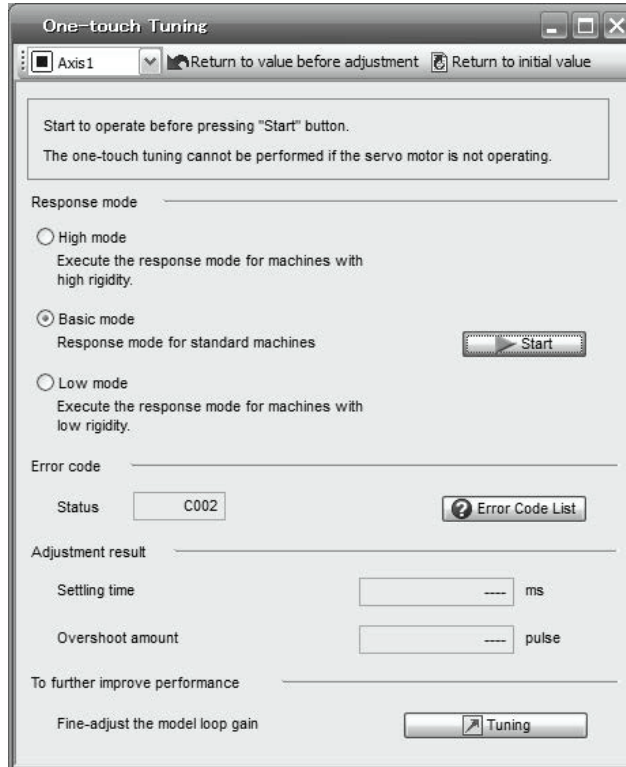 One-touch Tuning
Axis1 Return to value before adjustment Return to initial value
Start to operate before pressing "Start" button.
The one-touch tuning cannot be performed if the servo motor is not operating.
Response mode
High mode
Execute the response mode for machines with
high rigidity.
Basic mode
Response mode for standard machines Start
Low mode
Execute the response mode for machines with
low rigidity.
Error code
Status C002 Error Code List
Adjustment result
Settling time ---- ms
Overshoot amount ---- pulse
To further improve performance
Fine-adjust the model loop gain Tuning